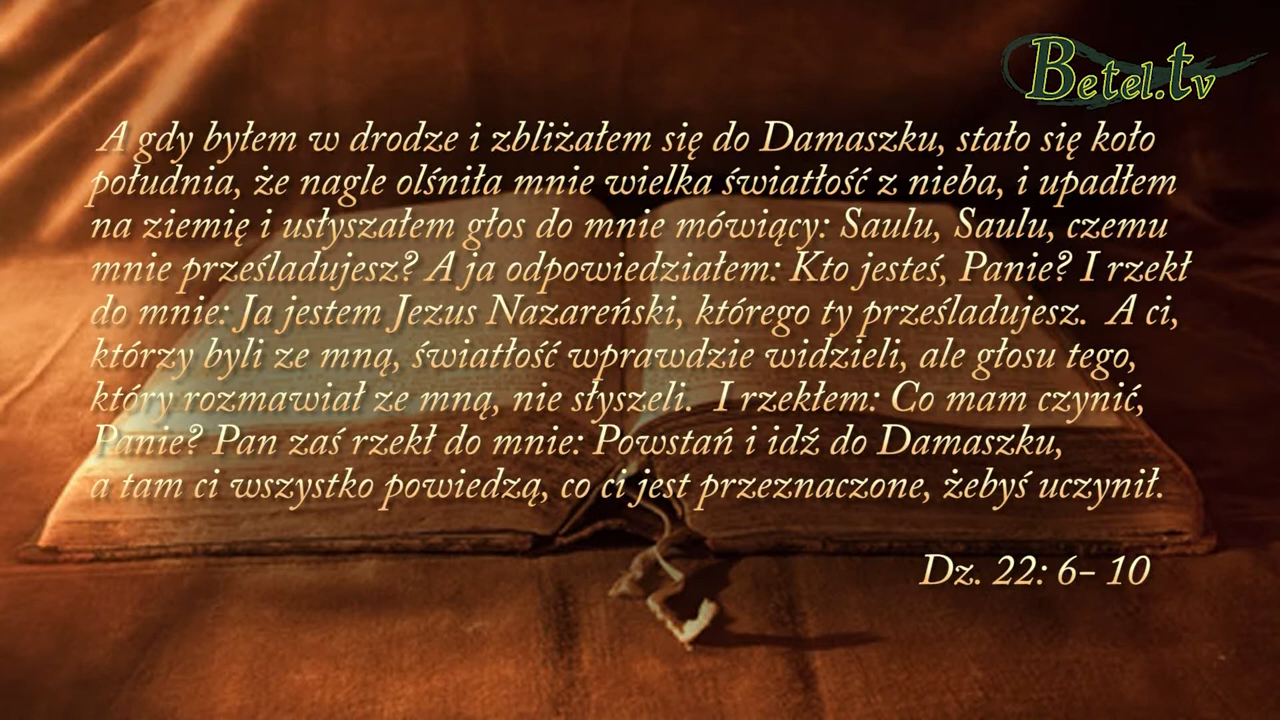 Betel.tv
A gdy byłem w drodze i zbliżałem się do Damaszku, stało się koło
południa, że nagle olśniła mnie wielka światłość z nieba, i upadłem
na ziemię i usłyszałem głos do mnie mówiący: Saulu, Saulu, czemu
mnie prześladujesz? A ja odpowiedziałem: Kto jesteś, Panie? I rzekł
do mnie: Ja jestem Jezus Nazareński, którego ty prześladujesz. A ci,
którzy byli ze mną, światłość wprawdzie widzieli, ale głosu tego,
który rozmawiał ze mną, nie słyszeli. I rzekłem: Co mam czynić,
Panie? Pan zaś rzekł do mnie: Powstań i idź do Damaszku,
a tam ci wszystko powiedzą, co ci jest przeznaczone, żebyś uczynił.
Dz. 22: 6- 10